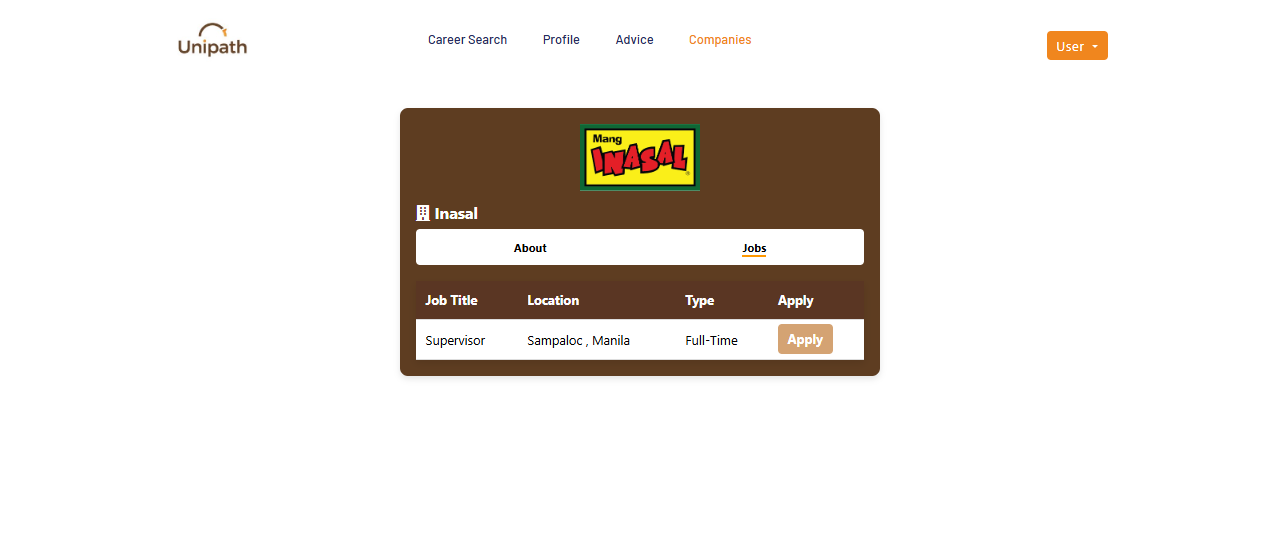 Unipath
Career Search Profile Advice Companies
User
Mang
INASAL
Inasal
About Jobs
Job Title Location Type Apply
Supervisor Sampaloc , Manila Full-Time Apply